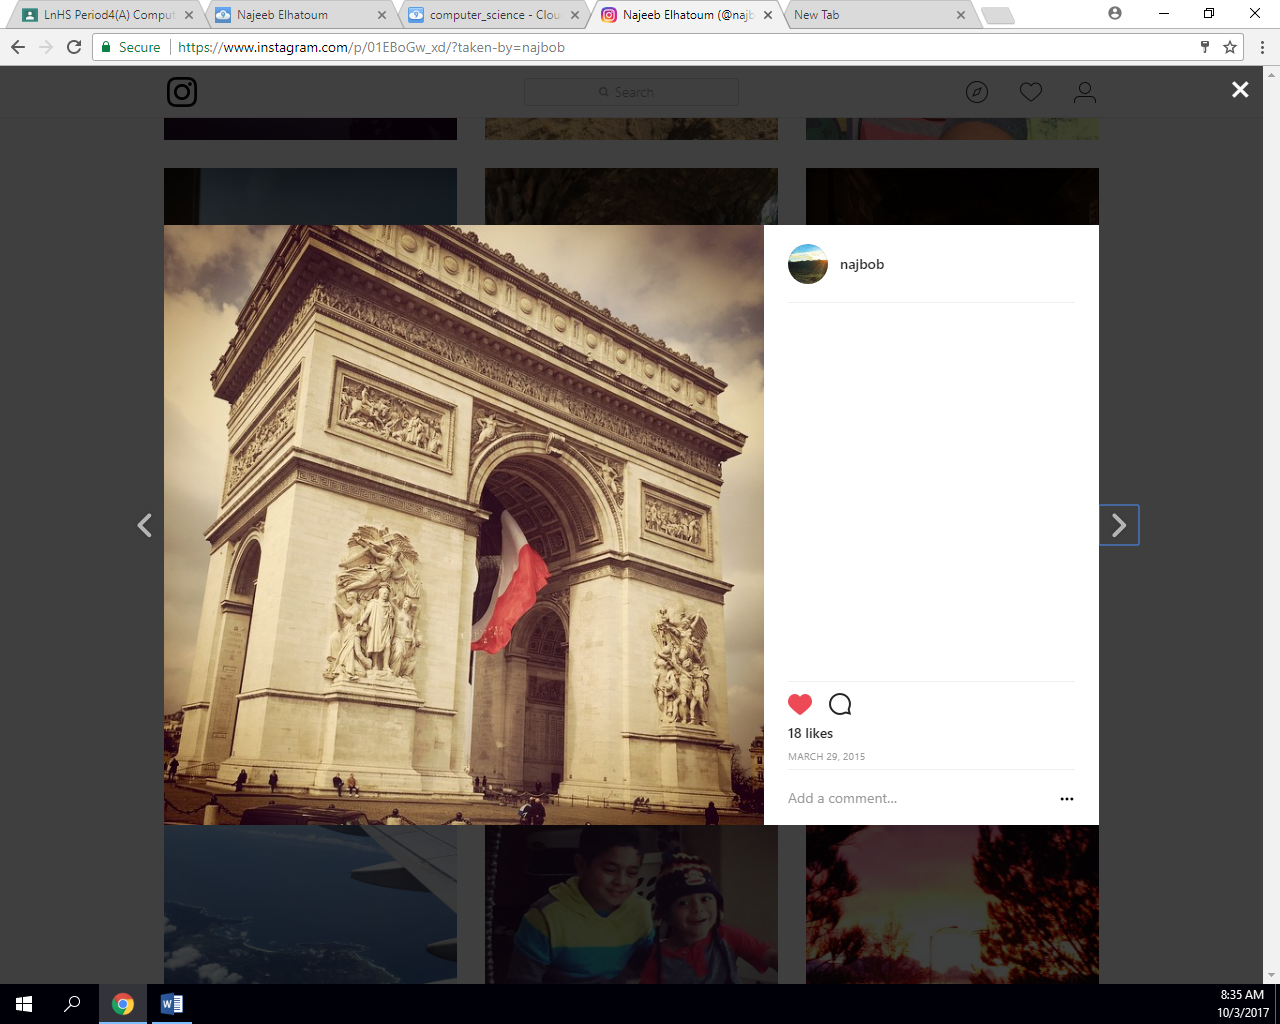 LnHS Period4(A) Comput
Najeeb Elhatoum
computer_science - Clou
Najeeb Elhatoum (@najb
New Tab
Secure
https://www.instagram.com/p/01EBoGw_xd/?taken-by=najbob
Search
najbob
18 likes
MARCH 29, 2015
Add a comment...
8:35 AM
10/3/2017